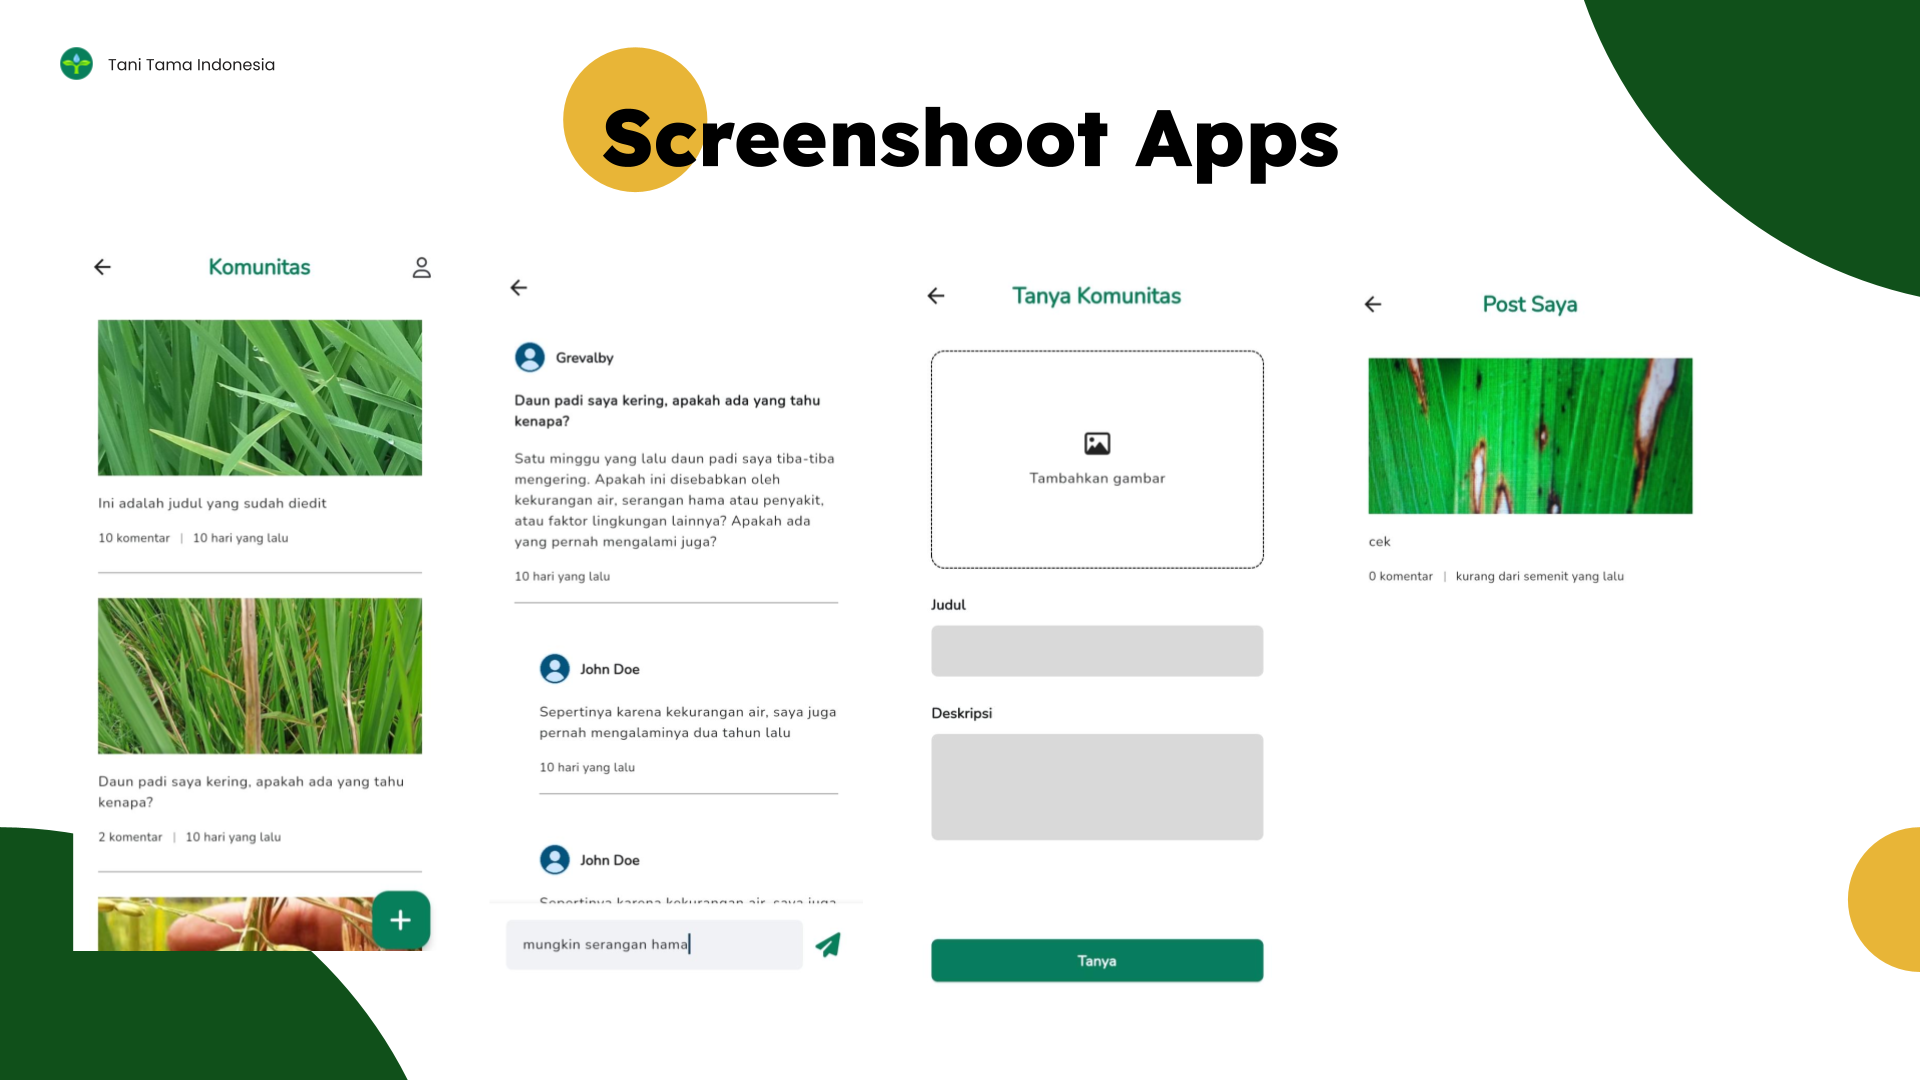 Tani Tama Indonesia
Screenshoot Apps
Komunitas
Ini adalah judul yang sudah diedit
10 komentar | 10 hari yang lalu
Daun padi saya kering, apakah ada yang tahu
kenapa?
2 komentar | 10 hari yang lalu
+
Grevalby
Daun padi saya kering, apakah ada yang tahu
kenapa?
Satu minggu yang lalu daun padi saya tiba-tiba
mengering. Apakah ini disebabkan oleh
kekurangan air, serangan hama atau penyakit,
atau faktor lingkungan lainnya? Apakah ada
yang pernah mengalami juga?
10 hari yang lalu
John Doe
Sepertinya karena kekurangan air, saya juga
pernah mengalaminya dua tahun lalu
10 hari yang lalu
John Doe
Sepertinya karena kekurangan air, saya juga
mungkin serangan hama
Tanya Komunitas
Tambahkan gambar
Judul
Deskripsi
Tanya
Post Saya
cek
0 komentar | kurang dari semenit yang lalu